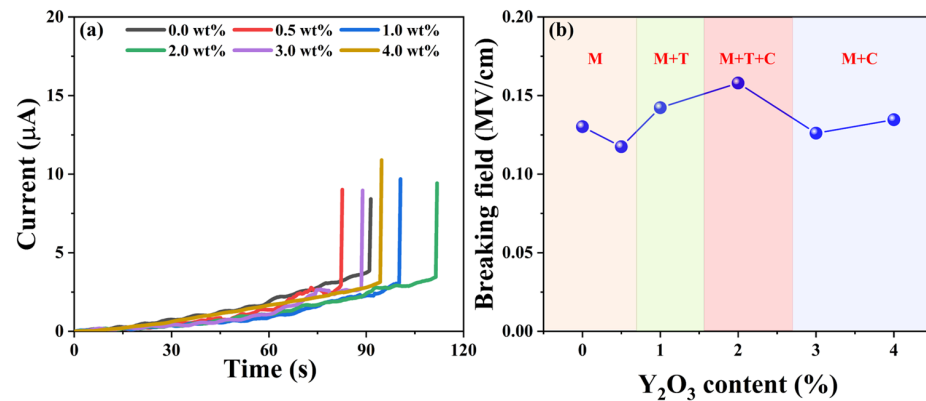 (a)
0.0 wt% 0.5 wt% 1.0 wt%
2.0 wt% 3.0 wt% 4.0 wt%
Current (μA)
20
15
10
5
0
0 30 60 90 120
Time (s)
(b)
M M+T M+T+C M+C
Breaking field (MV/cm)
0.20
0.15
0.10
0.05
0.00
0 1 2 3 4
Y₂O₃ content (%)